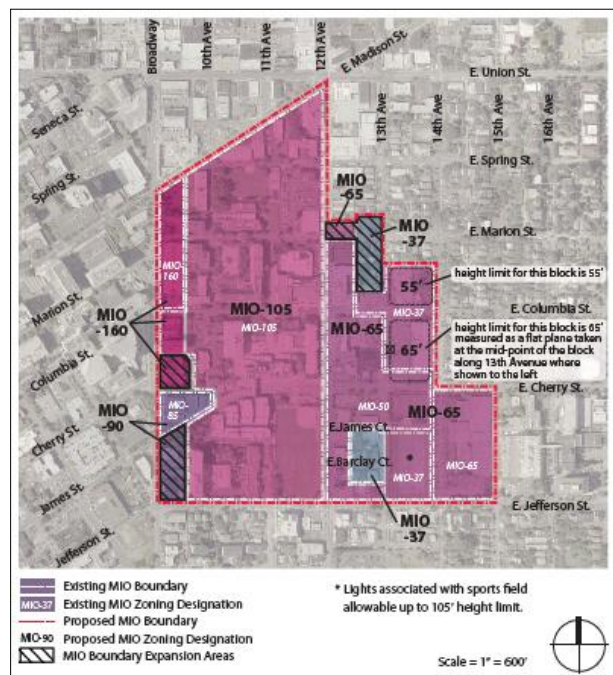 Broadway
10th Ave
11th Ave
12th Ave
E. Madison St.
E. Union St.
13th Ave
14th Ave
15th Ave
16th Ave
Seneca St.
Spring St.
E. Spring St.
MIO
-65
MIO
-37
E. Marion St.
MIO-
160
height limit for this block is 55'
55'
Marion St.
MIO
-160
MIO-105
MIO-105
MIO-65
MIO-37
E. Columbia St.
height limit for this block is 65'
measured as a flat plane taken
at the mid-point of the block
along 13th Avenue where
shown to the left
65'
Columbia St.
MIO
-90
MIO-
85
MIO-50
MIO-65
E. Cherry St.
Cherry St.
E.James Ct.
E.Barclay Ct.
MIO-37
*
MIO-65
James St.
MIO
-37
E. Jefferson St.
Jefferson St.
Existing MIO Boundary
MIO-37 Existing MIO Zoning Designation
Proposed MIO Boundary
MIO-90 Proposed MIO Zoning Designation
MIO Boundary Expansion Areas
* Lights associated with sports field
allowable up to 105' height limit.
Scale = 1" = 600'